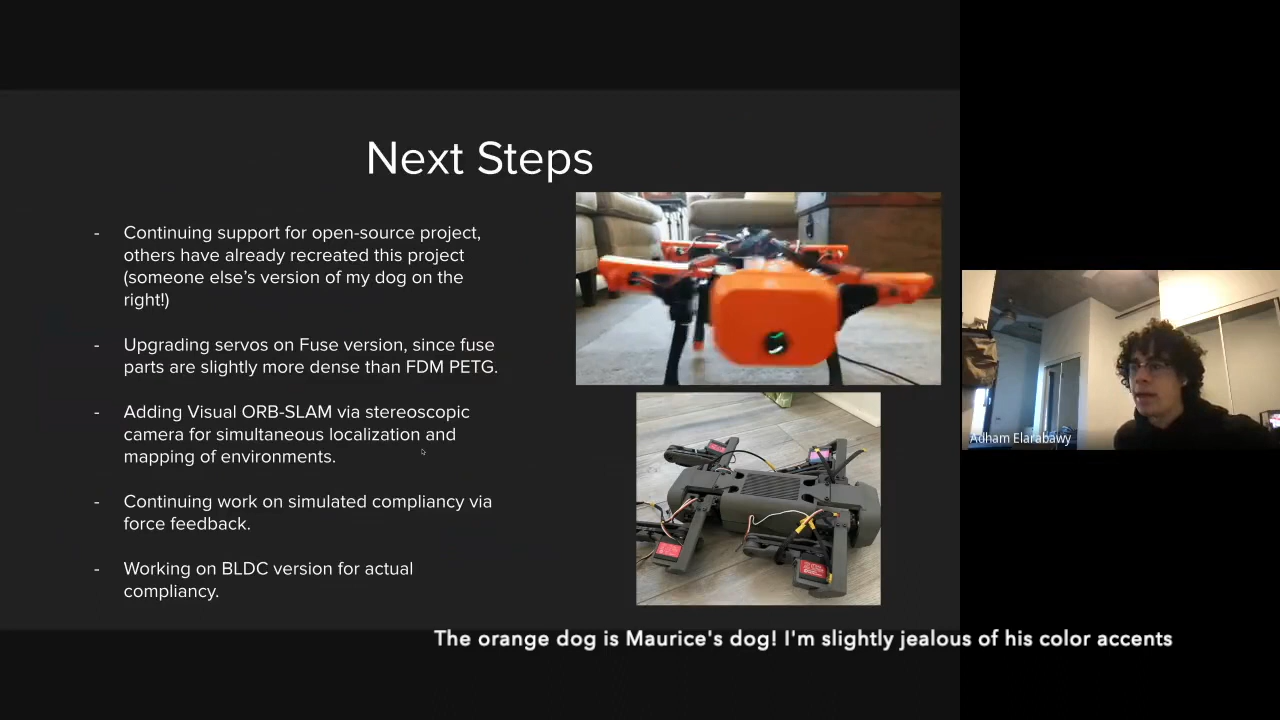 Next Steps
- Continuing support for open-source project,
others have already recreated this project
(someone else's version of my dog on the
right!)
- Upgrading servos on Fuse version, since fuse
parts are slightly more dense than FDM PETG.
- Adding Visual ORB-SLAM via stereoscopic
camera for simultaneous localization and
mapping of environments.
- Continuing work on simulated compliancy via
force feedback.
- Working on BLDC version for actual
compliancy.
Adham Elarabawy
The orange dog is Maurice's dog! I'm slightly jealous of his color accents